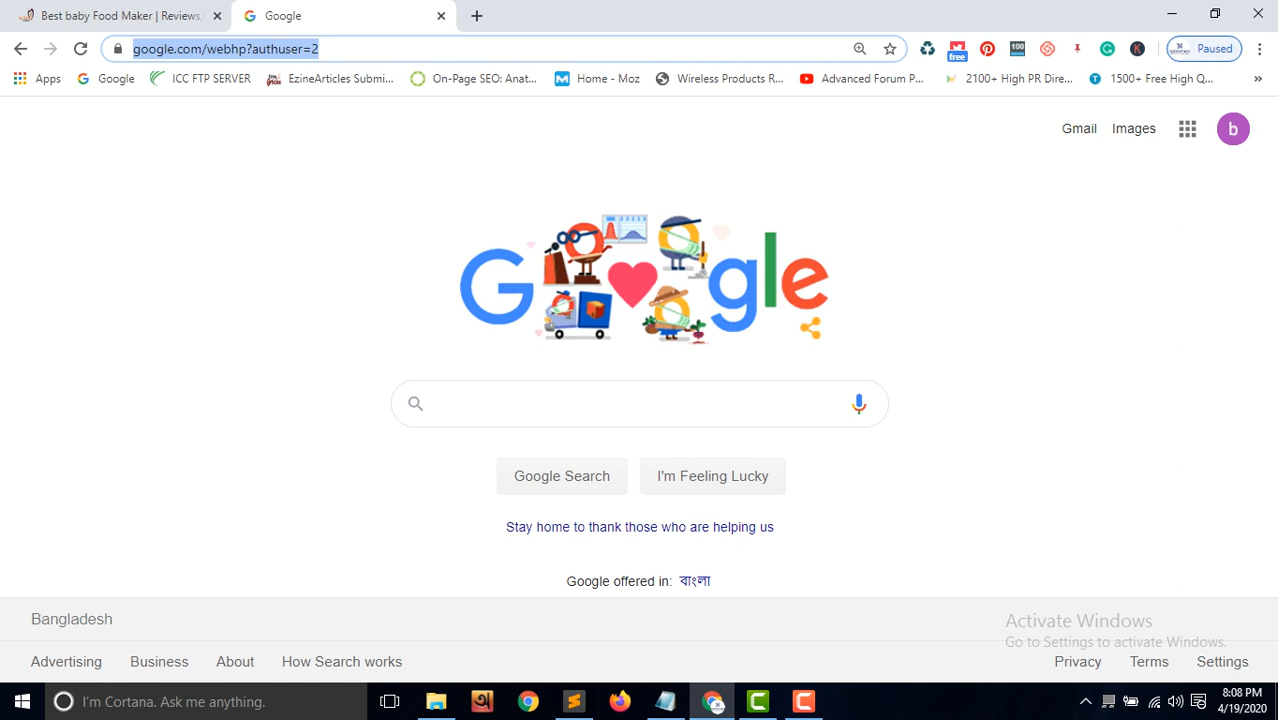 Best baby Food Maker | Reviews,
Google
google.com/webhp?authuser=2
free
100
K
Paused
Apps
Google
ICC FTP SERVER
EzineArticles Submi...
On-Page SEO: Anat...
Home - Moz
Wireless Products R...
Advanced Forum P...
2100+ High PR Dire...
1500+ Free High Q...
»
Gmail
Images
b
Google
Google Search
I'm Feeling Lucky
Stay home to thank those who are helping us
Google offered in: বাংলা
Bangladesh
Activate Windows
Go to Settings to activate Windows.
Advertising
Business
About
How Search works
Privacy
Terms
Settings
I'm Cortana. Ask me anything.
8:08 PM
4/19/2020